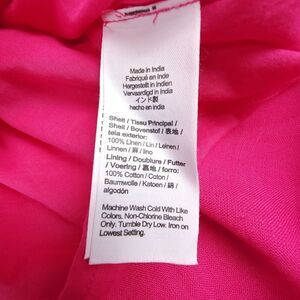 Made in India
Fabriqué en Inde
Hergestellt in Indien
Vervaardigd in India
インド製
hecho en India
Shell / Tissu Principal /
Shell / Bovenstof / 表地 /
tela exterior:
100% Linen / Lin / Leinen /
Linnen / 麻 / lino
Lining / Doublure / Futter
/ Voering / 裏地 / forro:
100% Cotton / Coton /
Baumwolle / Katoen / 綿 /
algodón
Machine Wash Cold With Like
Colors. Non-Chlorine Bleach
Only. Tumble Dry Low. Iron on
Lowest Setting.